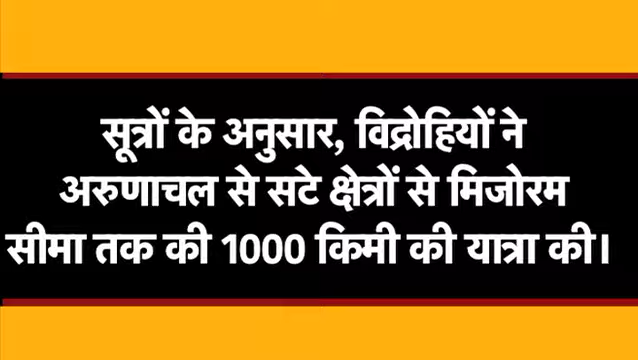 सूत्रों के अनुसार, विद्रोहियों ने
अरुणाचल से सटे क्षेत्रों से मिजोरम
सीमा तक की 1000 किमी की यात्रा की।